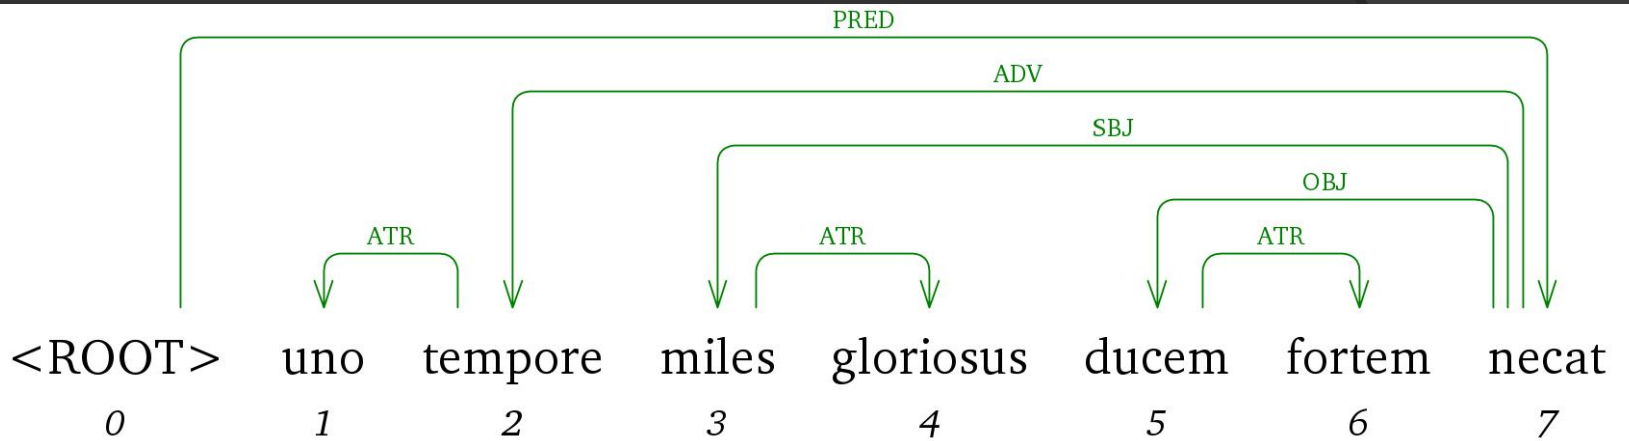 PRED
ADV
SBJ
OBJ
ATR ATR ATR
<ROOT> uno tempore miles gloriosus ducem fortem necat
0 1 2 3 4 5 6 7